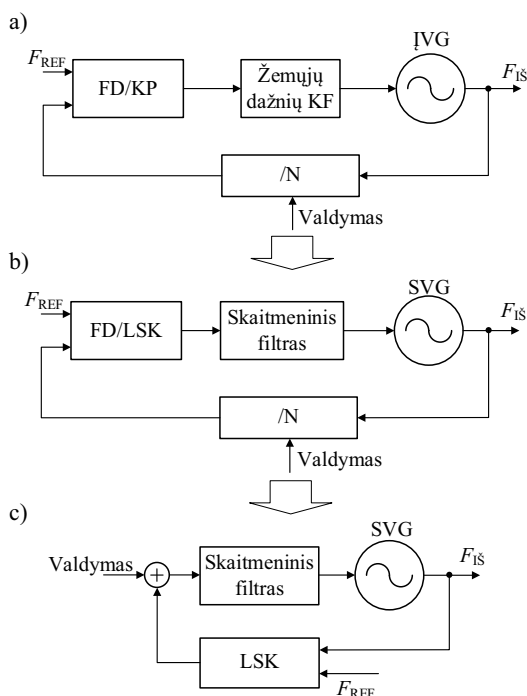 a)
ĮVG
F_REF
FD/KP
Žemųjų
dažnių KF
F_IŠ
/N
Valdymas
b)
SVG
F_REF
FD/LSK
Skaitmeninis
filtras
F_IŠ
/N
Valdymas
c)
SVG
Valdymas
+
Skaitmeninis
filtras
F_IŠ
LSK
F_REF